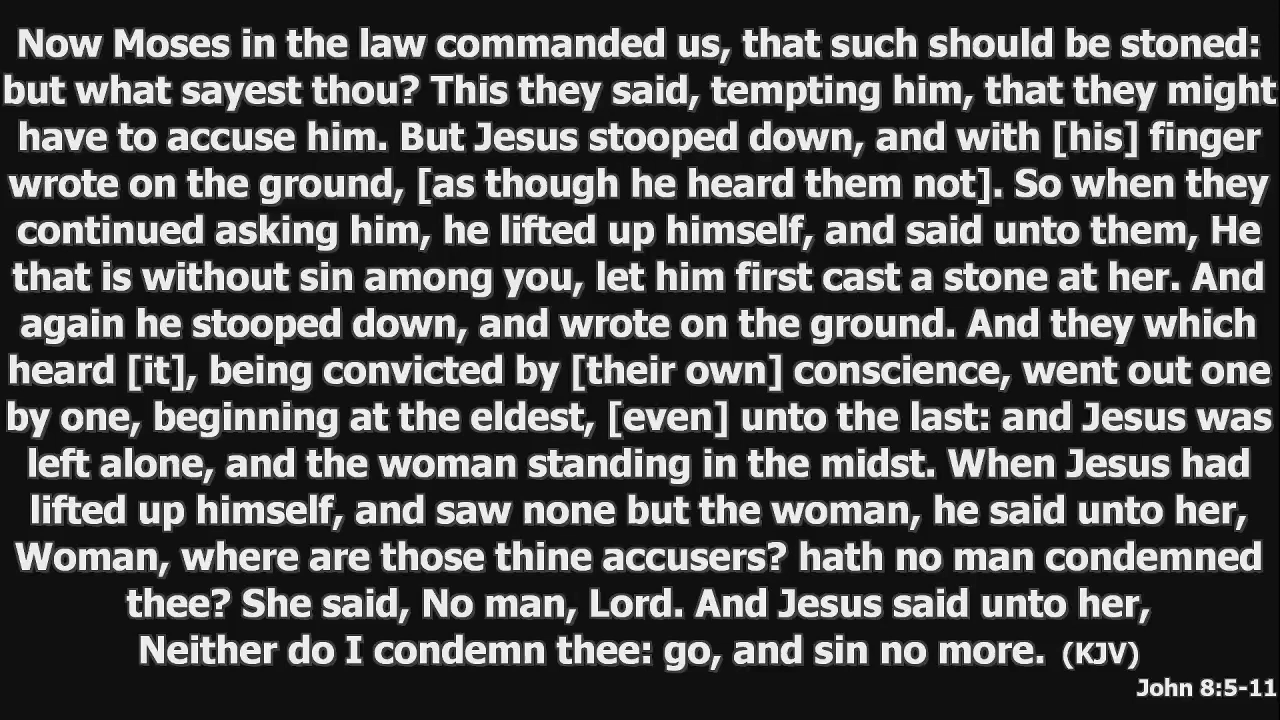 Now Moses in the law commanded us, that such should be stoned:
but what sayest thou? This they said, tempting him, that they might
have to accuse him. But Jesus stooped down, and with [his] finger
wrote on the ground, [as though he heard them not]. So when they
continued asking him, he lifted up himself, and said unto them, He
that is without sin among you, let him first cast a stone at her. And
again he stooped down, and wrote on the ground. And they which
heard [it], being convicted by [their own] conscience, went out one
by one, beginning at the eldest, [even] unto the last: and Jesus was
left alone, and the woman standing in the midst. When Jesus had
lifted up himself, and saw none but the woman, he said unto her,
Woman, where are those thine accusers? hath no man condemned
thee? She said, No man, Lord. And Jesus said unto her,
Neither do I condemn thee: go, and sin no more. (KJV)
John 8:5-11